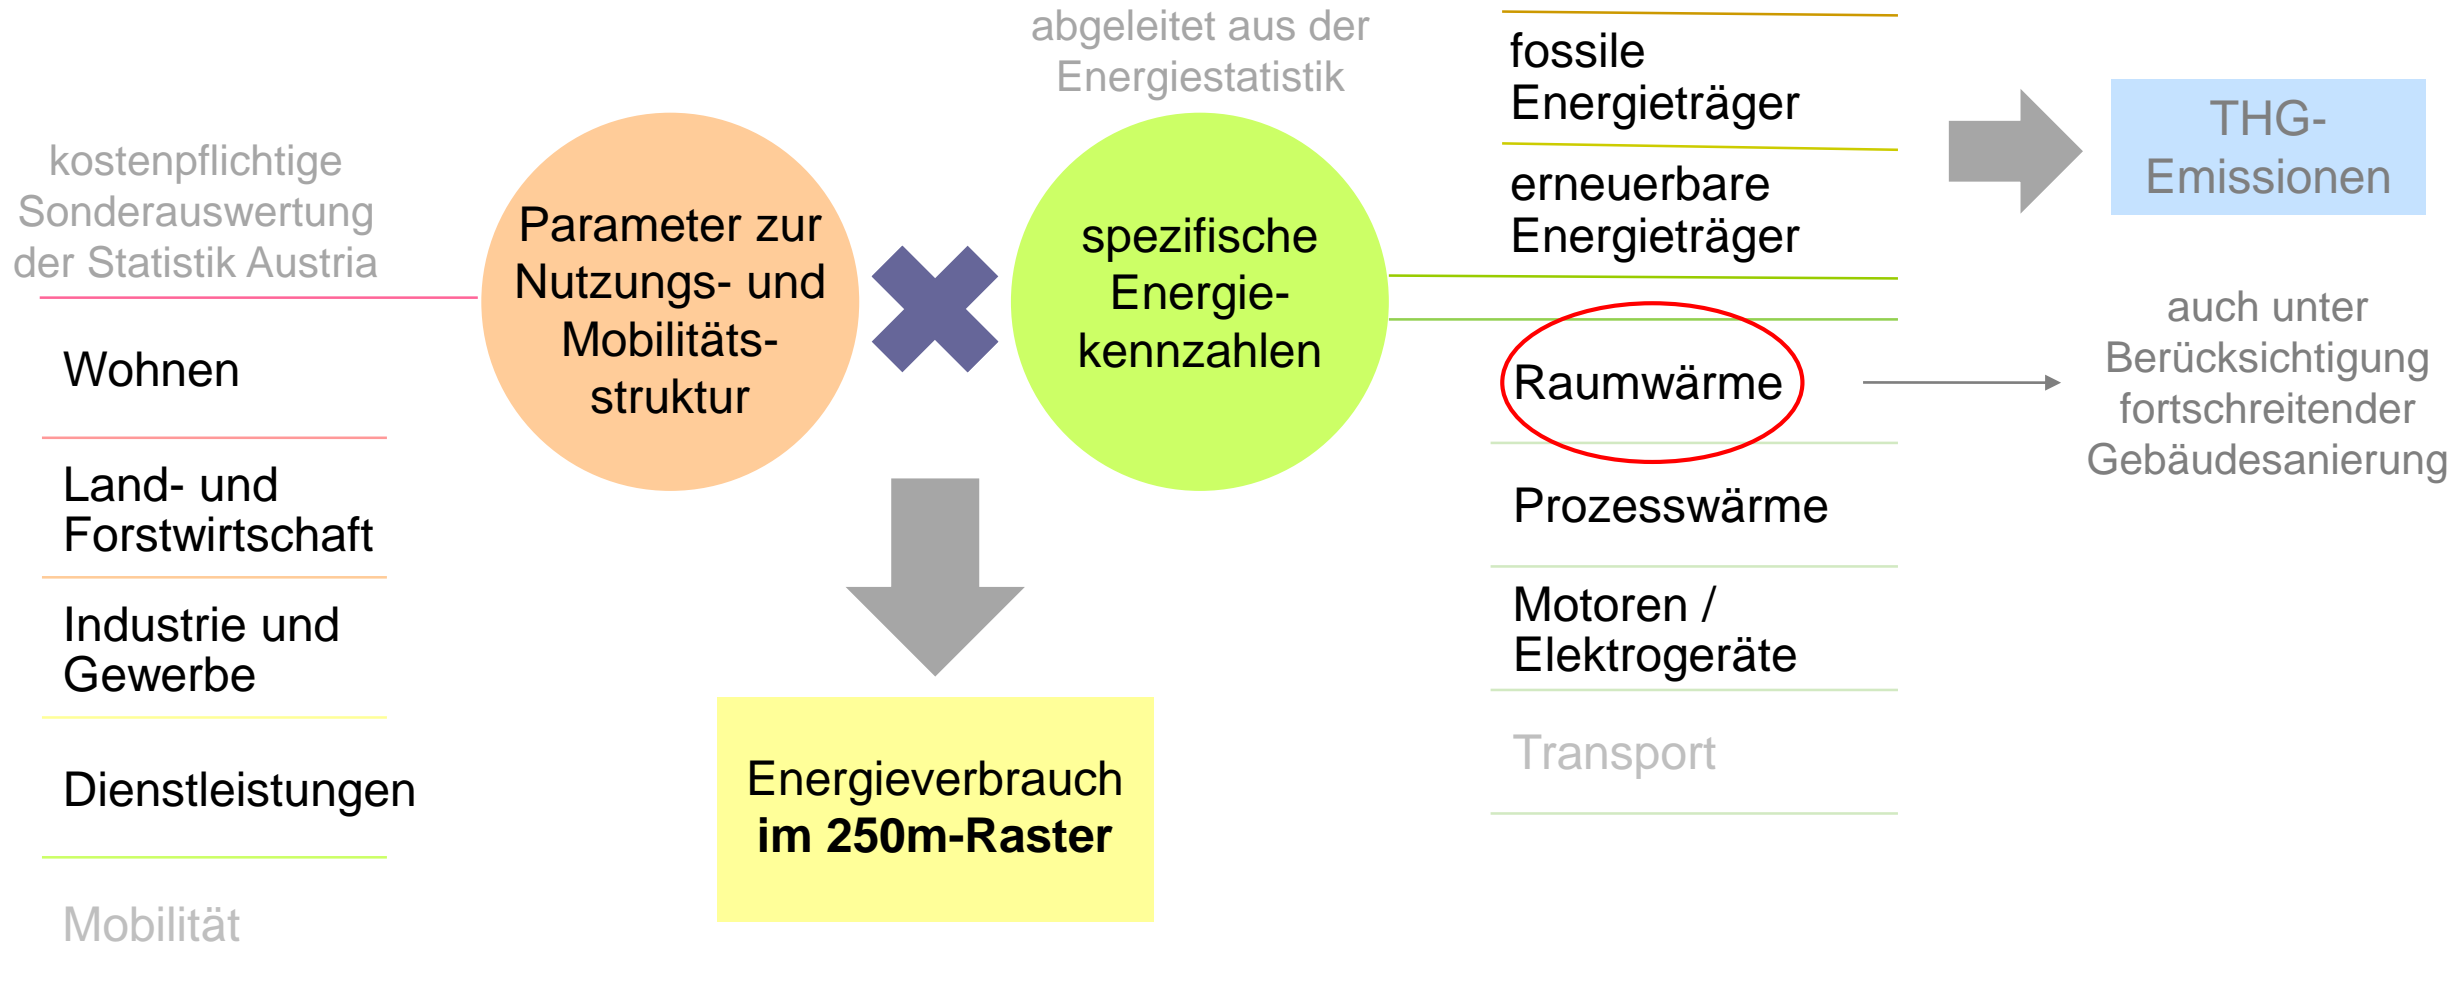 kostenpflichtige
Sonderauswertung
der Statistik Austria
Wohnen
Land- und
Forstwirtschaft
Industrie und
Gewerbe
Dienstleistungen
Mobilität
Parameter zur
Nutzungs- und
Mobilitäts-
struktur
abgeleitet aus der
Energiestatistik
spezifische
Energie-
kennzahlen
Energieverbrauch
im 250m-Raster
fossile
Energieträger
erneuerbare
Energieträger
Raumwärme
Prozesswärme
Motoren /
Elektrogeräte
Transport
THG-
Emissionen
auch unter
Berücksichtigung
fortschreitender
Gebäudesanierung